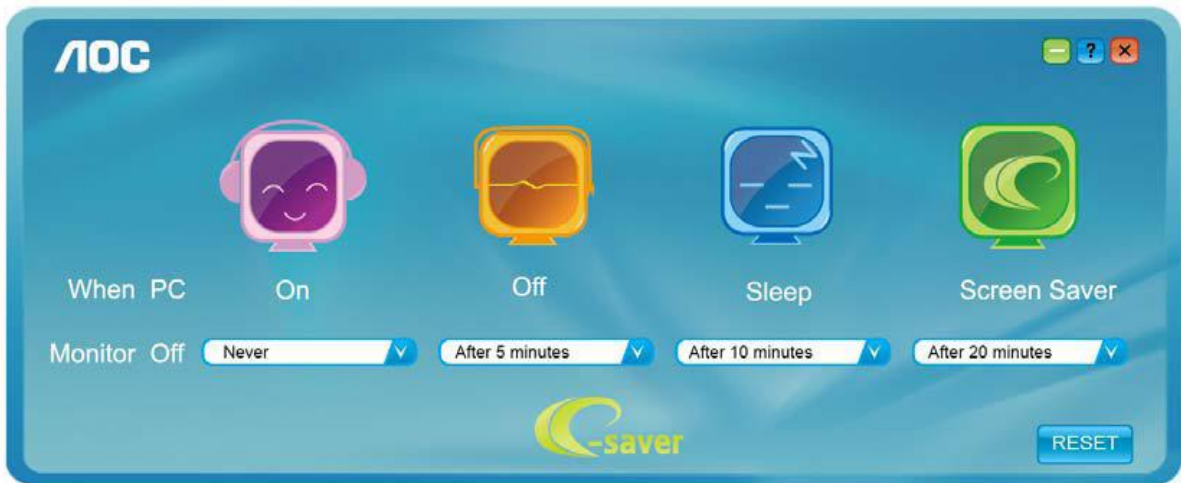 AOC
?
When PC On Off Sleep Screen Saver
Monitor Off Never After 5 minutes After 10 minutes After 20 minutes
e-saver
RESET